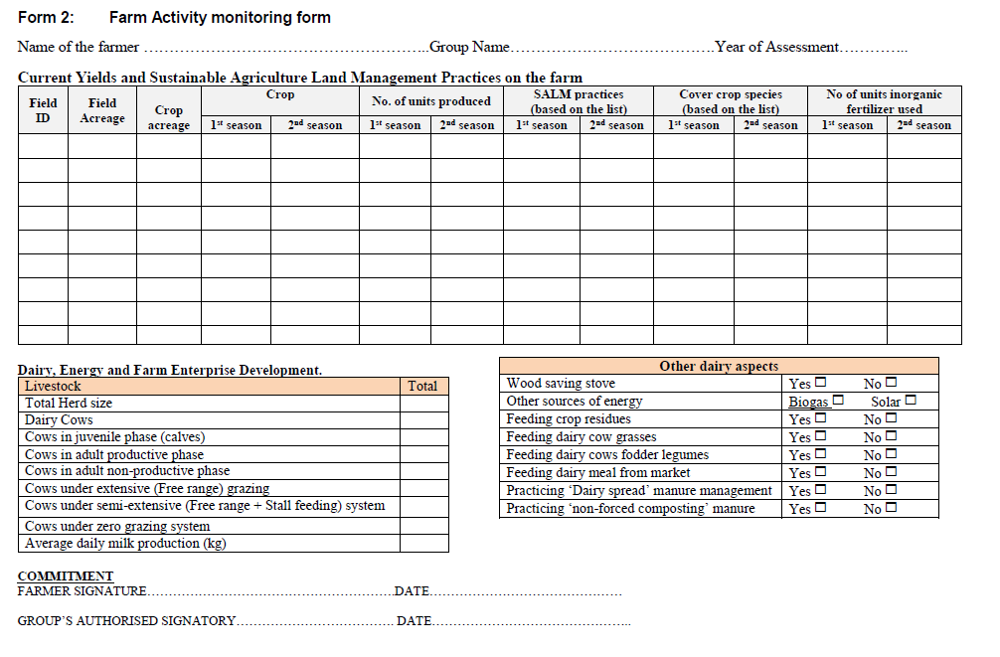 Form 2: Farm Activity monitoring form
Name of the farmer ……………………………………………….Group Name………………………………….Year of Assessment…………..
Current Yields and Sustainable Agriculture Land Management Practices on the farm
Field ID Field Acreage Crop acreage Crop No. of units produced SALM practices (based on the list) Cover crop species (based on the list) No of units inorganic fertilizer used
1st season 2nd season 1st season 2nd season 1st season 2nd season 1st season 2nd season 1st season 2nd season
Dairy, Energy and Farm Enterprise Development.
Livestock Total
Total Herd size
Dairy Cows
Cows in juvenile phase (calves)
Cows in adult productive phase
Cows in adult non-productive phase
Cows under extensive (Free range) grazing
Cows under semi-extensive (Free range + Stall feeding) system
Cows under zero grazing system
Average daily milk production (kg)
Other dairy aspects
Wood saving stove Yes ☐ No ☐
Other sources of energy Biogas ☐ Solar ☐
Feeding crop residues Yes ☐ No ☐
Feeding dairy cow grasses Yes ☐ No ☐
Feeding dairy cows fodder legumes Yes ☐ No ☐
Feeding dairy meal from market Yes ☐ No ☐
Practicing ‘Dairy spread’ manure management Yes ☐ No ☐
Practicing ‘non-forced composting’ manure Yes ☐ No ☐
COMMITMENT
FARMER SIGNATURE………………………………………………….DATE………………………………………
GROUP’S AUTHORISED SIGNATORY………………………………. DATE………………………………………..